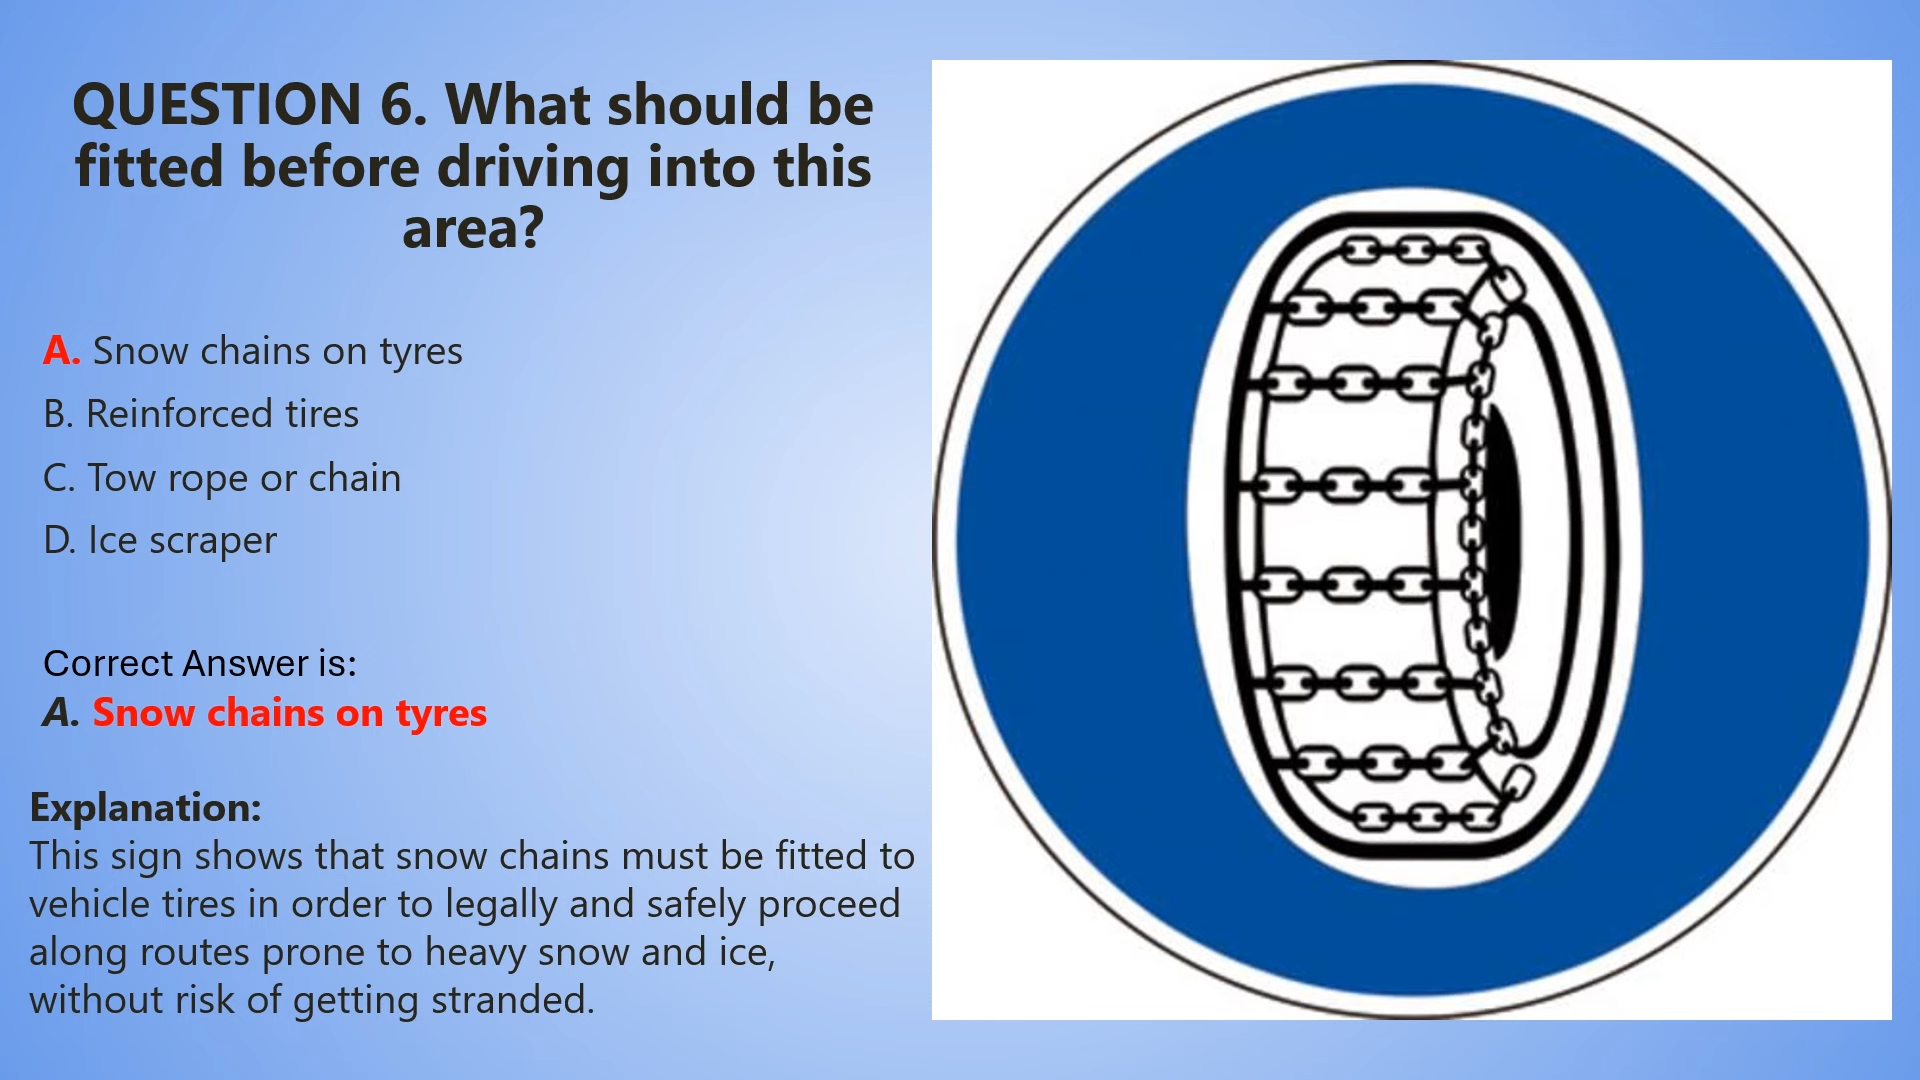 QUESTION 6. What should be
fitted before driving into this
area?
A. Snow chains on tyres
B. Reinforced tires
C. Tow rope or chain
D. Ice scraper
Correct Answer is:
A. Snow chains on tyres
Explanation:
This sign shows that snow chains must be fitted to
vehicle tires in order to legally and safely proceed
along routes prone to heavy snow and ice,
without risk of getting stranded.